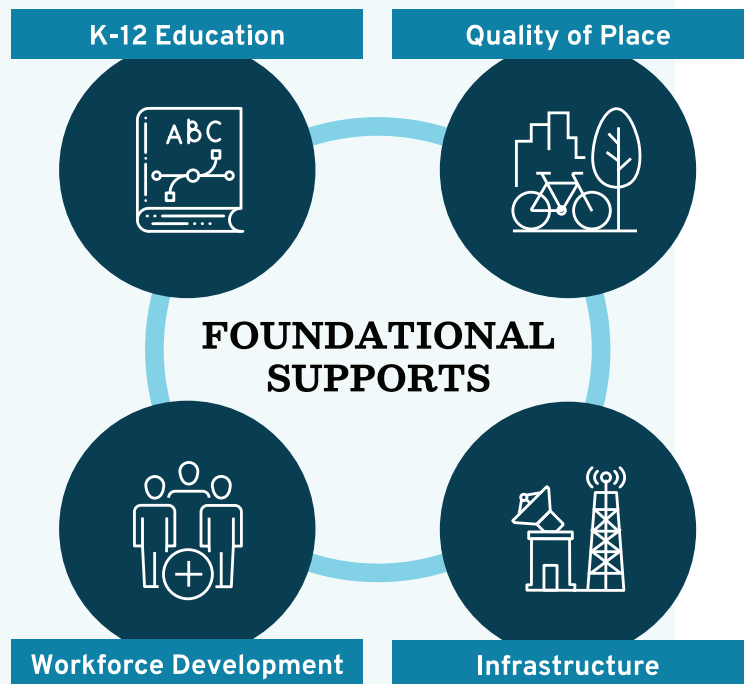 K-12 Education
Quality of Place
ABC
FOUNDATIONAL
SUPPORTS
Workforce Development
Infrastructure